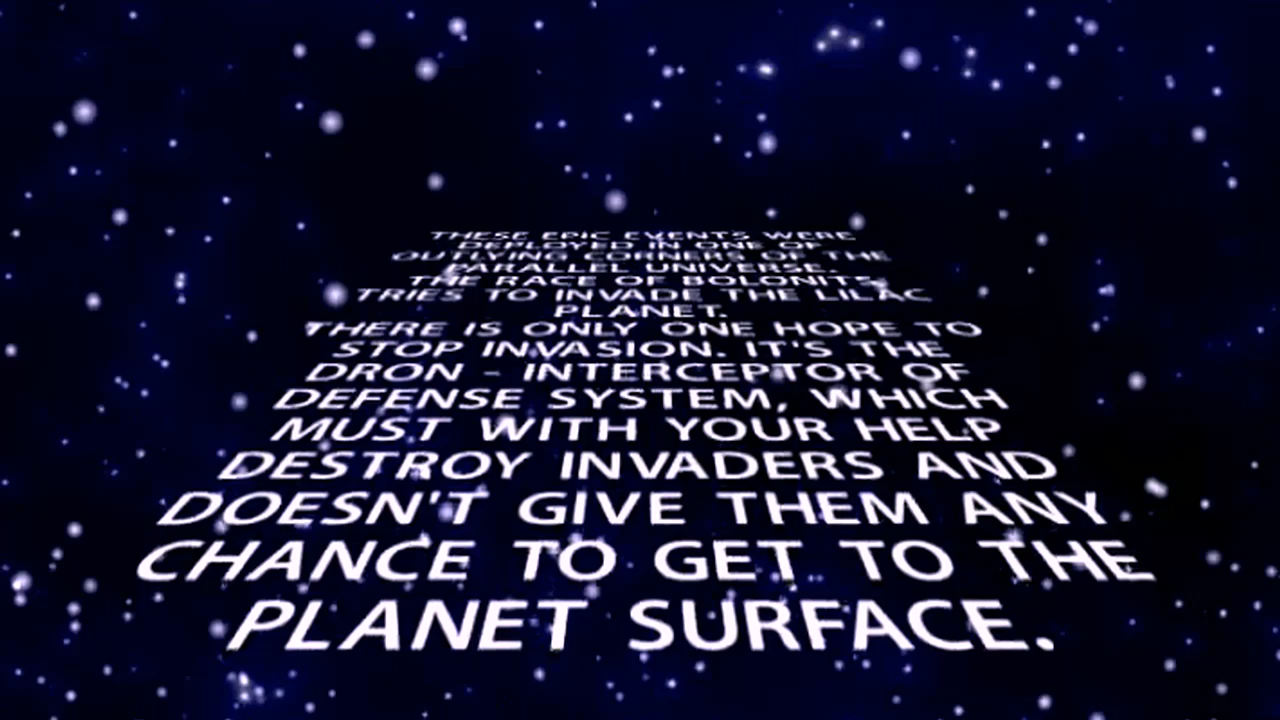 THESE EPIC EVENTS WERE
DEPLOYED IN ONE OF
OUTLYING CORNERS OF THE
PARALLEL UNIVERSE.
THE RACE OF BOLONITS
TRIES TO INVADE THE LILAC
PLANET.
THERE IS ONLY ONE HOPE TO
STOP INVASION. IT'S THE
DRON - INTERCEPTOR OF
DEFENSE SYSTEM, WHICH
MUST WITH YOUR HELP
DESTROY INVADERS AND
DOESN'T GIVE THEM ANY
CHANCE TO GET TO THE
PLANET SURFACE.